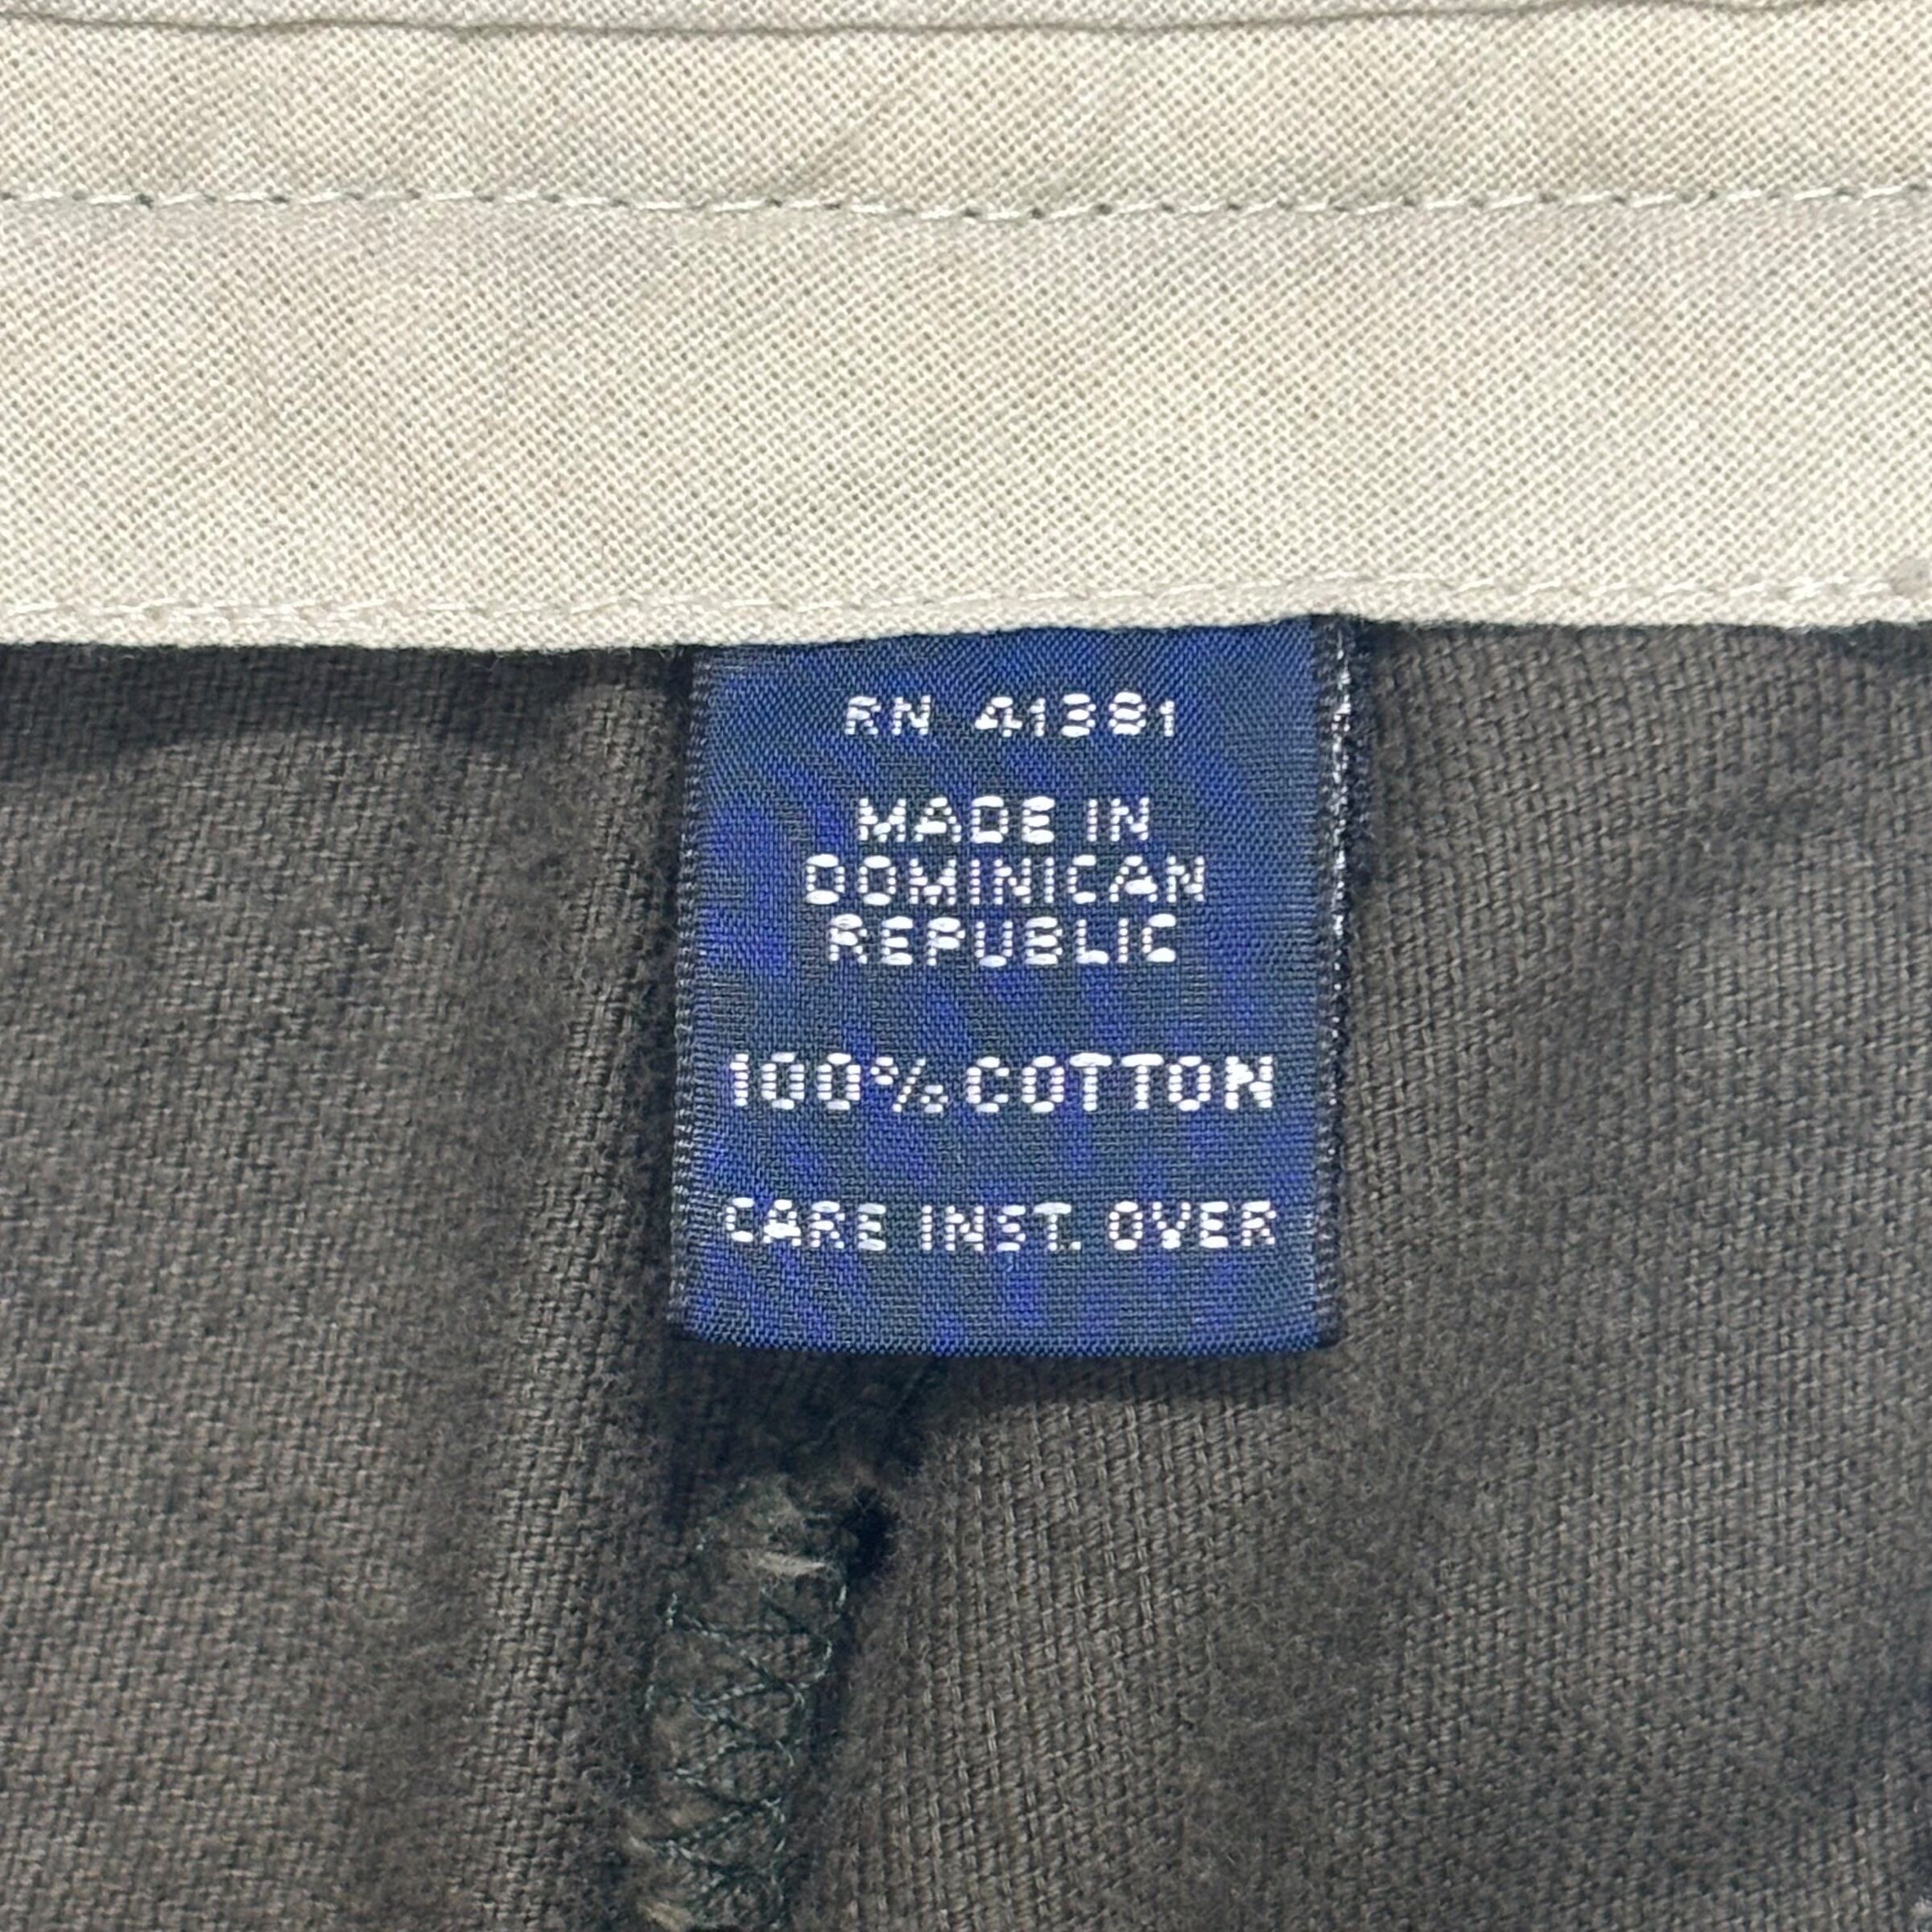 RN 41381
MADE IN
DOMINICAN
REPUBLIC
100% COTTON
CARE INST. OVER